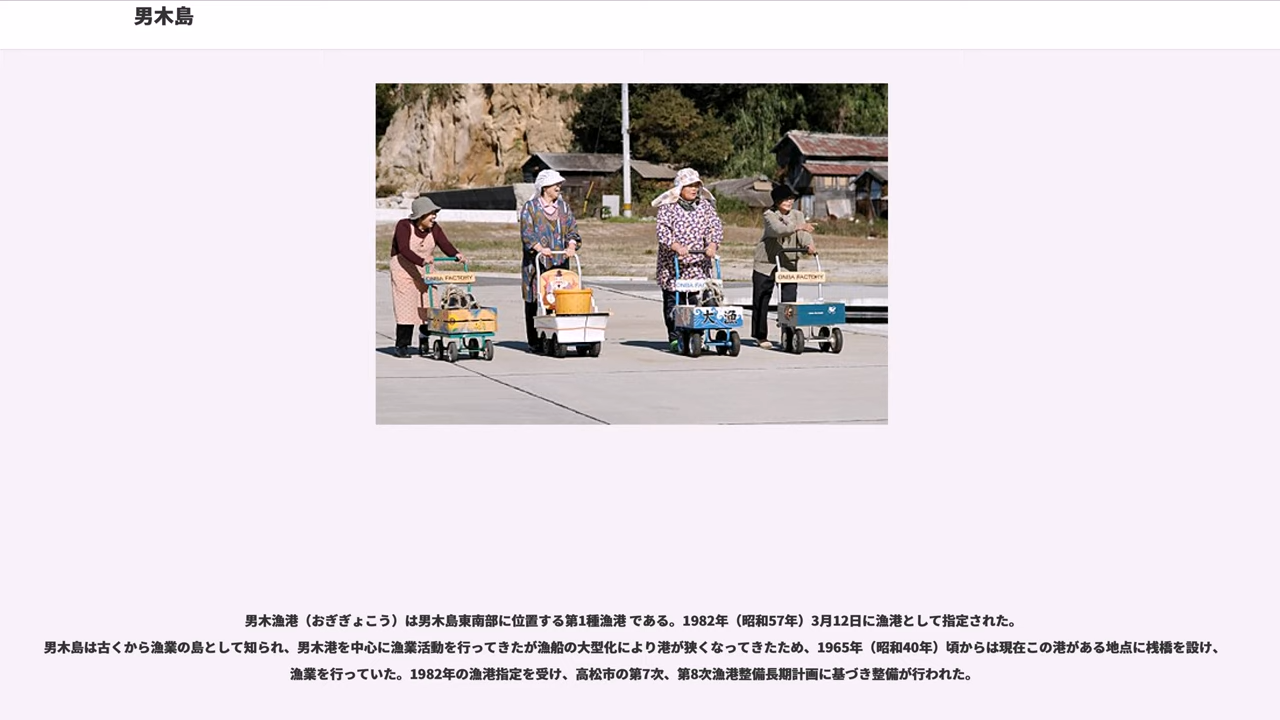 男木島
ONBA FACTORY
ONBA FACTORY
大漁
男木漁港（おぎぎょこう）は男木島東南部に位置する第1種漁港 である。1982年（昭和57年）3月12日に漁港として指定された。
男木島は古くから漁業の島として知られ、男木港を中心に漁業活動を行ってきたが漁船の大型化により港が狭くなってきたため、1965年（昭和40年）頃からは現在この港がある地点に桟橋を設け、
漁業を行っていた。1982年の漁港指定を受け、高松市の第7次、第8次漁港整備長期計画に基づき整備が行われた。